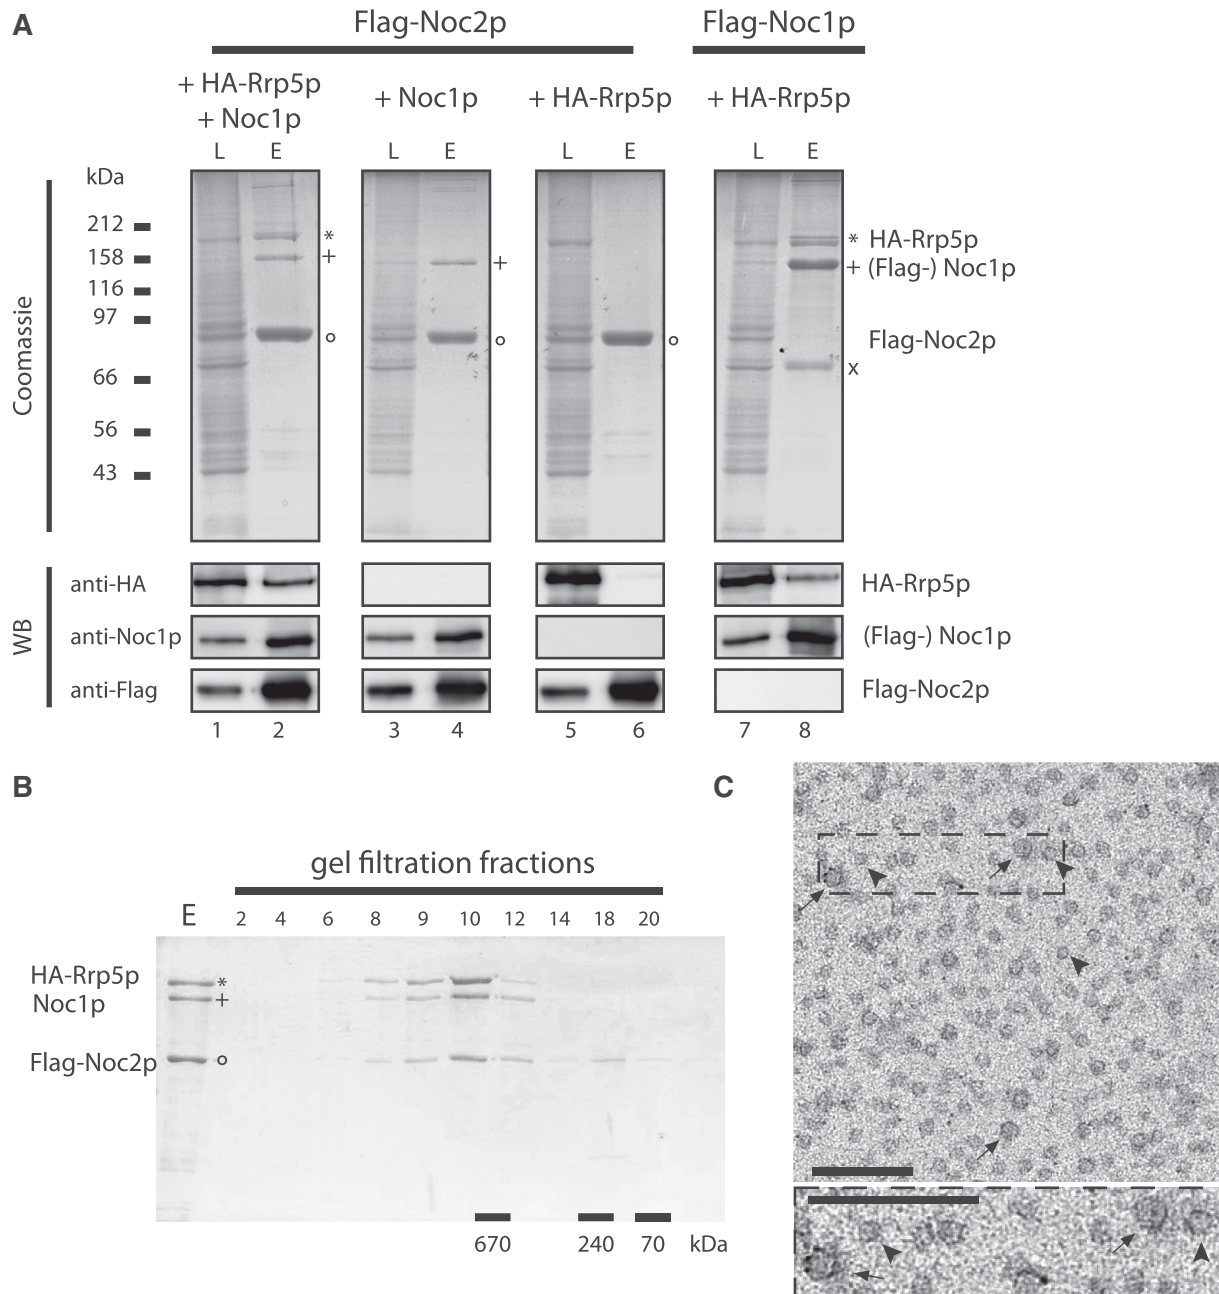 A
Flag-Noc2p
Flag-Noc1p
+ HA-Rrp5p
+ Noc1p
+ Noc1p
+ HA-Rrp5p
+ HA-Rrp5p
L E L E L E L E
kDa
212
158
116
97
66
56
43
Coomassie
*
+
o
+
o
o
* HA-Rrp5p
+ (Flag-) Noc1p
Flag-Noc2p
x
WB
anti-HA
HA-Rrp5p
anti-Noc1p
(Flag-) Noc1p
anti-Flag
Flag-Noc2p
1 2 3 4 5 6 7 8
B
gel filtration fractions
E 2 4 6 8 9 10 12 14 18 20
HA-Rrp5p *
Noc1p +
Flag-Noc2p o
670 240 70 kDa
C